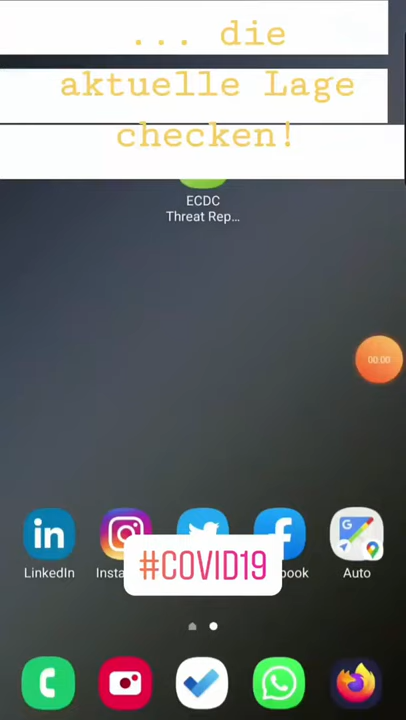 ... die
aktuelle Lage
checken!
ECDC
Threat Rep...
00:00
LinkedIn
Insta
book
Auto
#COVID19